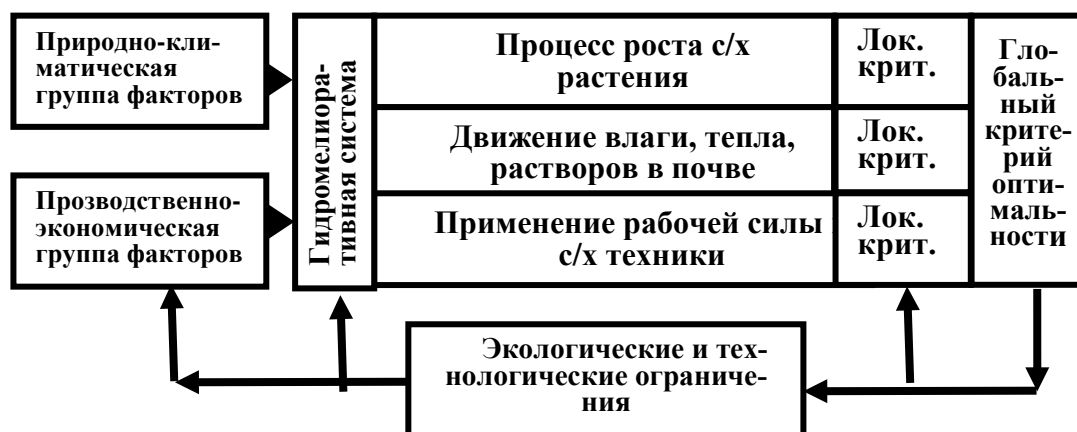 Природно-кли-
матическая
группа факторов
Прозводственно-
экономическая
группа факторов
Гидромелиора-
тивная система
Процесс роста с/х
растения
Движение влаги, тепла,
растворов в почве
Применение рабочей силы
с/х техники
Лок.
крит.
Лок.
крит.
Лок.
крит.
Гло-
баль-
ный
крите-
рий
опти-
маль-
ности
Экологические и тех-
нологические ограниче-
ния